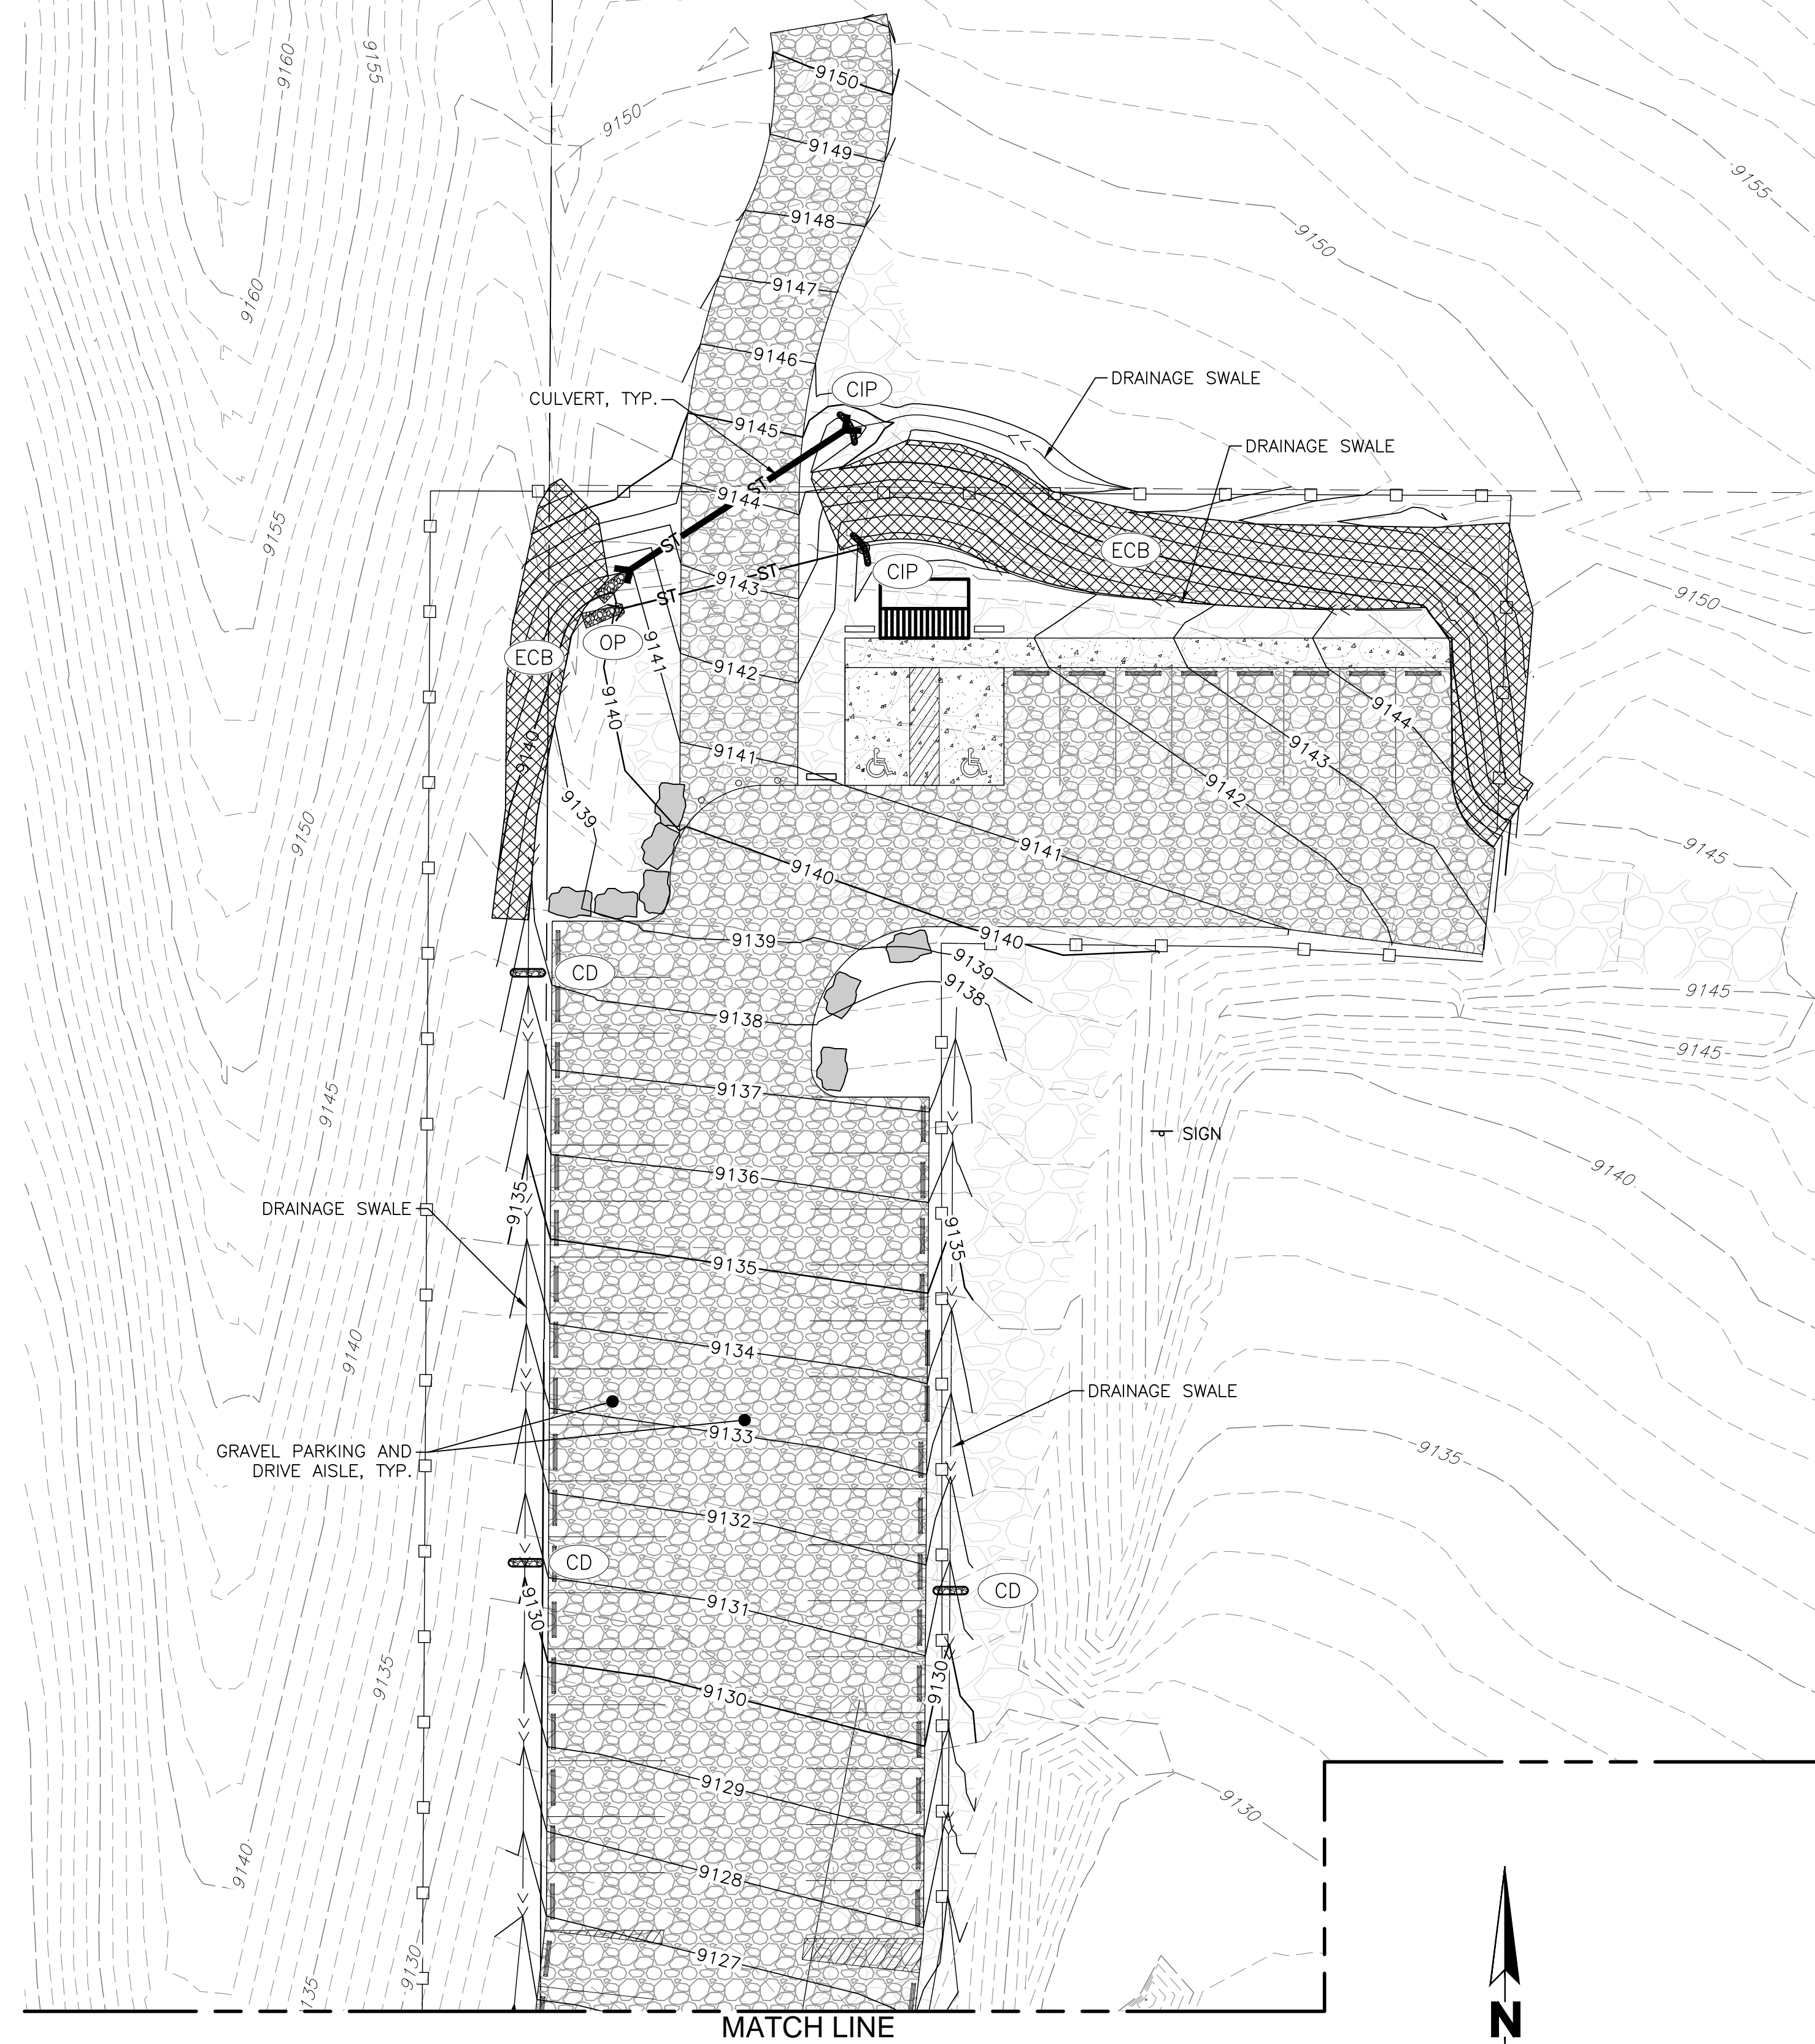 9160
9155
9150
9150
9149
9155
9148
9150
9147
9160
9146
CIP
DRAINAGE SWALE
CULVERT, TYP.
9145
DRAINAGE SWALE
ST
9144
9155
ST
ECB
ST
CIP
9143
ST
9150
OP
9141
ECB
9142
9140
9144
9140
9141
9143
9142
9139
9150
9141
9145
9140
9139
9140
9139
CD
9138
9145
9138
9145
9137
9145
SIGN
9136
9140
9135
DRAINAGE SWALE
9135
9135
9140
9134
DRAINAGE SWALE
9133
GRAVEL PARKING AND
DRIVE AISLE, TYP.
9135
9132
CD
CD
9131
9130
9135
9130
9130
9129
9130
9140
9128
9127
9130
135
MATCH LINE
N